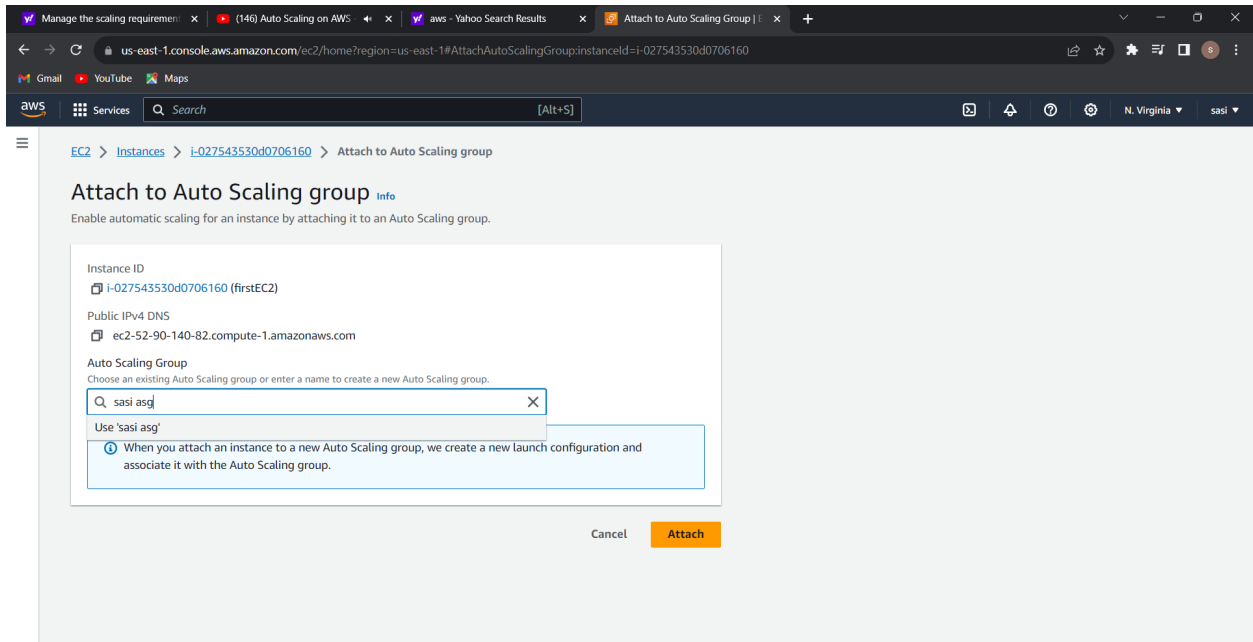 Manage the scaling requirement
(146) Auto Scaling on AWS
aws - Yahoo Search Results
Attach to Auto Scaling Group | E
us-east-1.console.aws.amazon.com/ec2/home?region=us-east-1#AttachAutoScalingGroup:instanceId=i-027543530d0706160
S
Gmail
YouTube
Maps
aws
Services
Search
[Alt+S]
N. Virginia
sasi
EC2 > Instances > i-027543530d0706160 > Attach to Auto Scaling group
Attach to Auto Scaling group Info
Enable automatic scaling for an instance by attaching it to an Auto Scaling group.
Instance ID
i-027543530d0706160 (firstEC2)
Public IPv4 DNS
ec2-52-90-140-82.compute-1.amazonaws.com
Auto Scaling Group
Choose an existing Auto Scaling group or enter a name to create a new Auto Scaling group.
sasi asg
Use 'sasi asg'
When you attach an instance to a new Auto Scaling group, we create a new launch configuration and
associate it with the Auto Scaling group.
Cancel
Attach